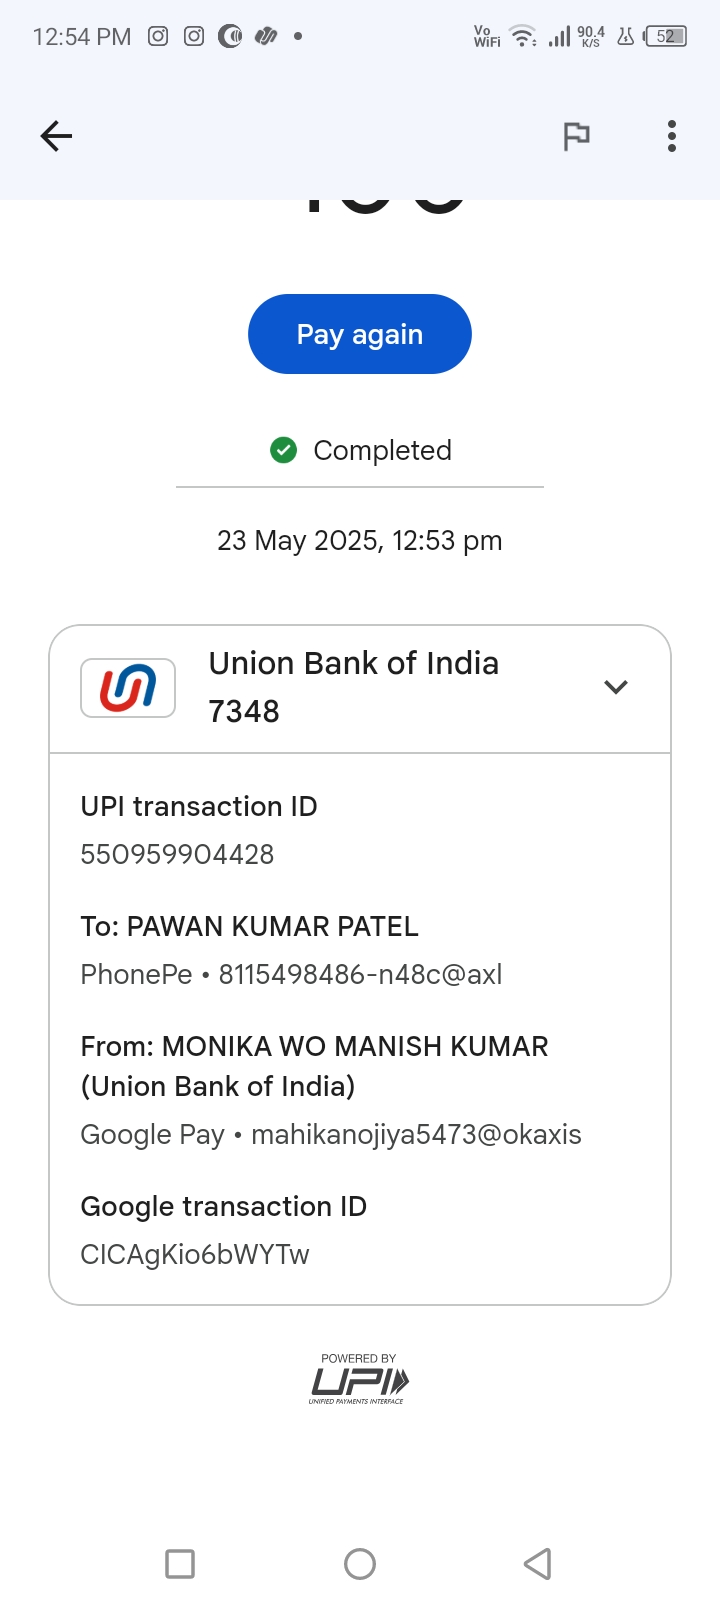 12:54 PM
Vo WiFi
90.4 K/S
52
Pay again
Completed
23 May 2025, 12:53 pm
Union Bank of India
7348
UPI transaction ID
550959904428
To: PAWAN KUMAR PATEL
PhonePe • 8115498486-n48c@axl
From: MONIKA WO MANISH KUMAR
(Union Bank of India)
Google Pay • mahikanojiya5473@okaxis
Google transaction ID
CICAgKio6bWYTw
POWERED BY
UPI
UNIFIED PAYMENTS INTERFACE